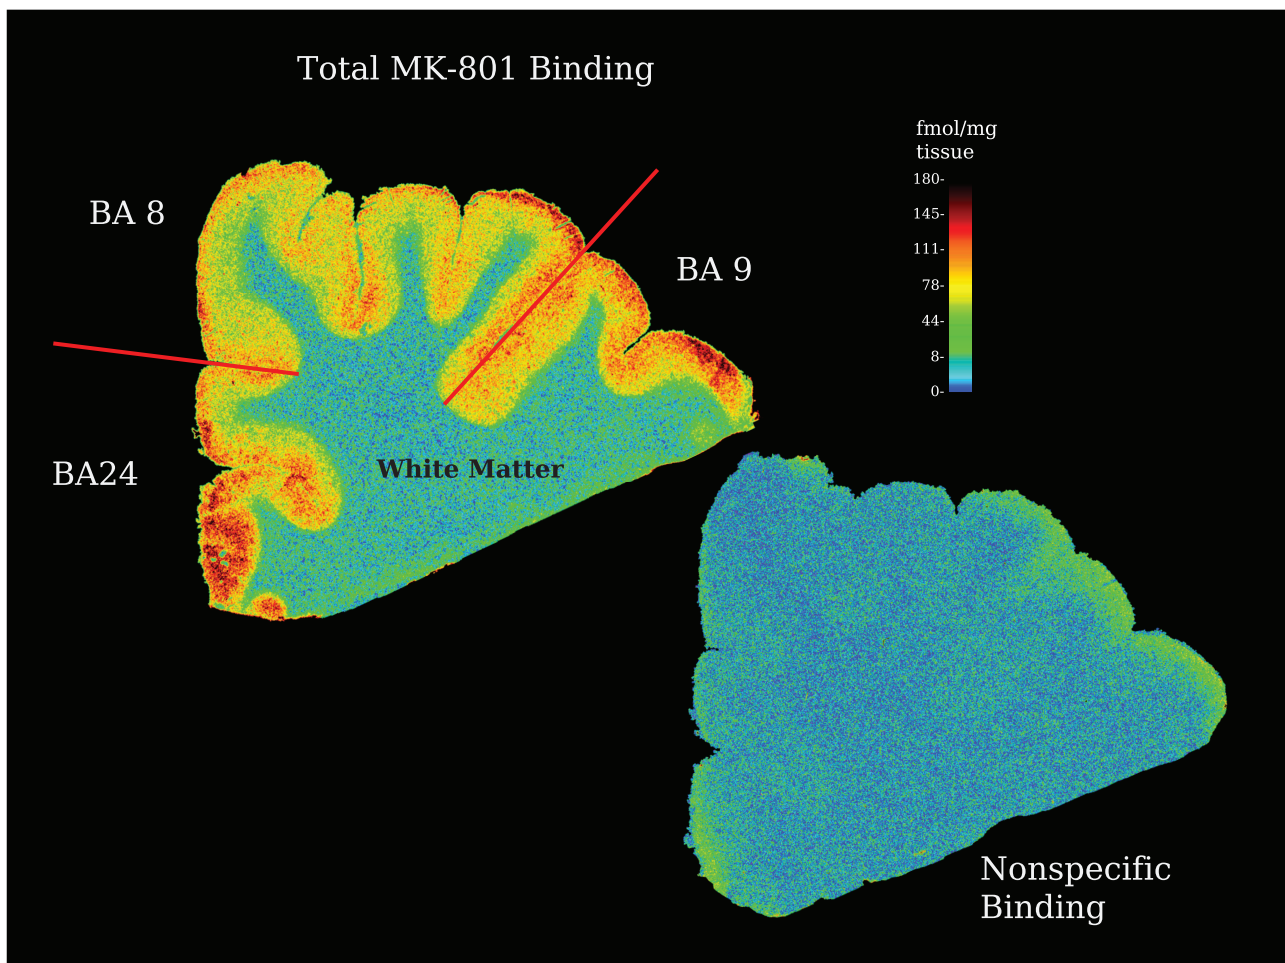 Total MK-801 Binding
fmol/mg
tissue
180-
145-
111-
78-
44-
8-
0-
BA 8
BA 9
BA24
White Matter
Nonspecific
Binding